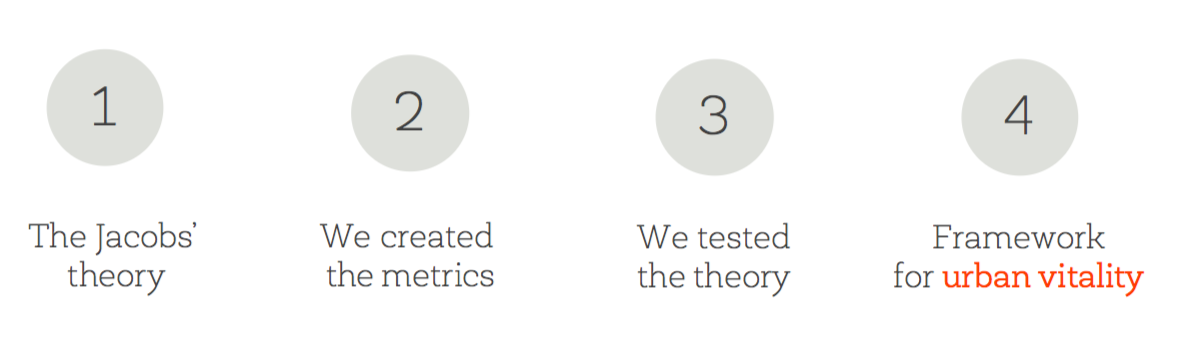 1
The Jacobs’
theory
2
We created
the metrics
3
We tested
the theory
4
Framework
for urban vitality